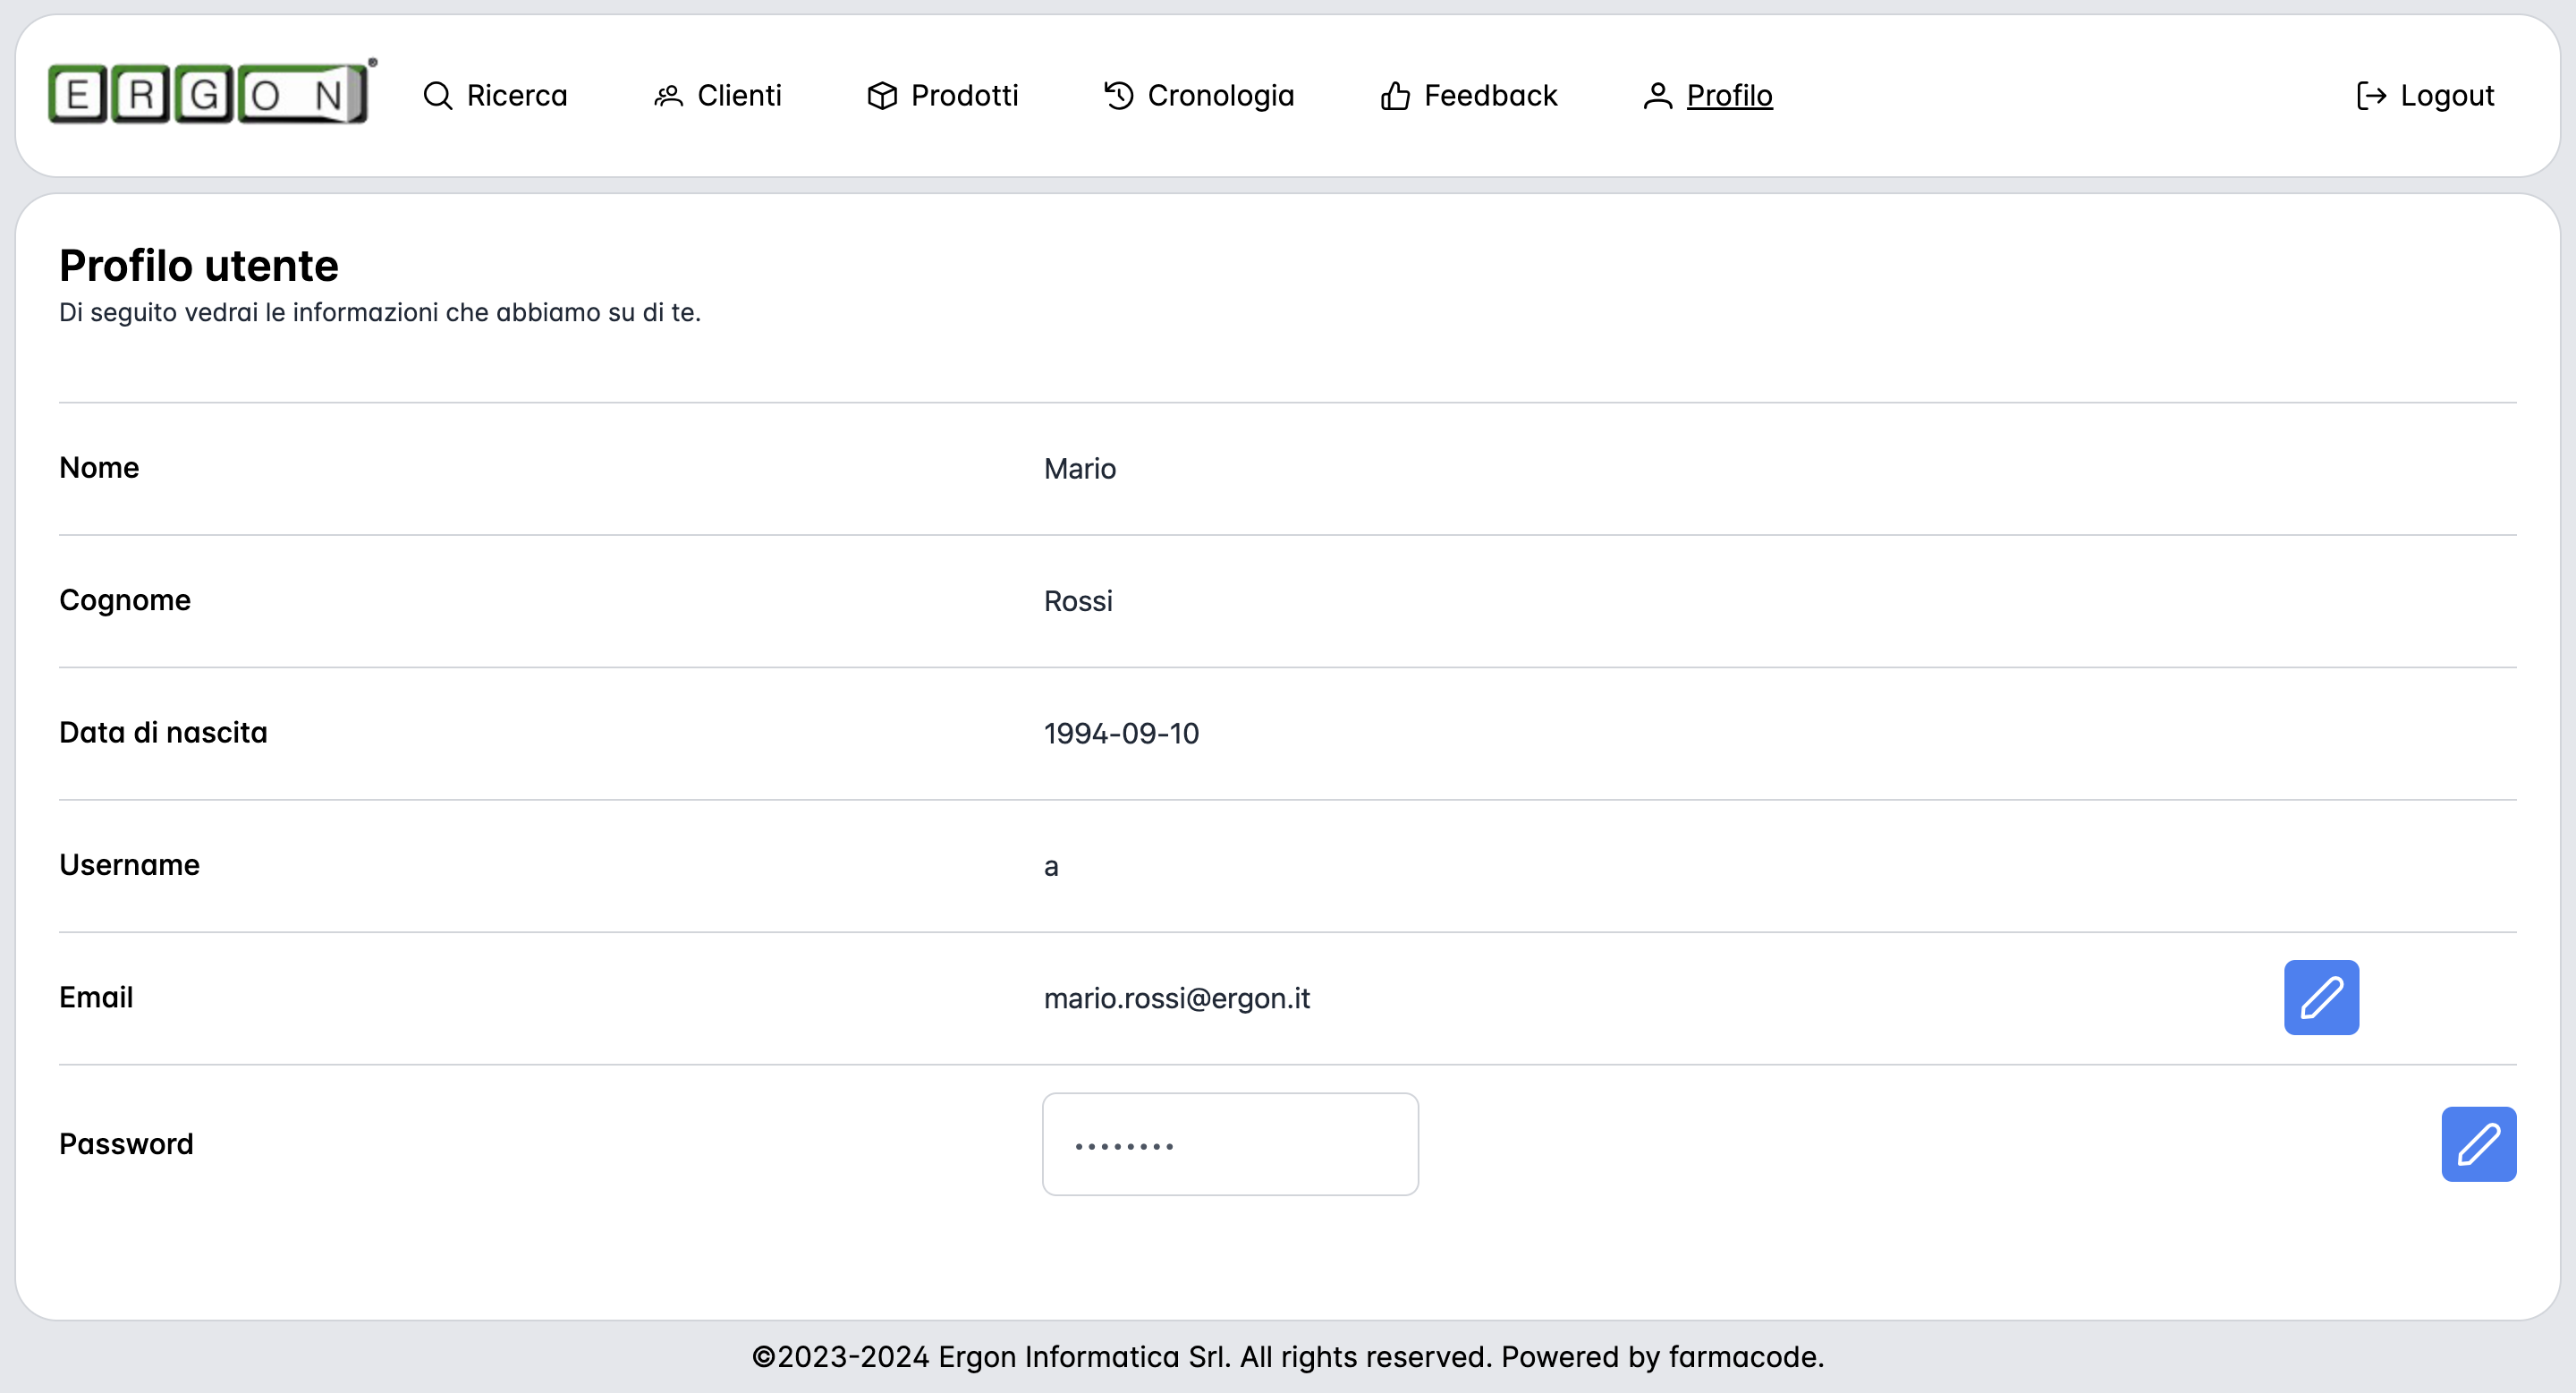 ERGON®
Ricerca
Clienti
Prodotti
Cronologia
Feedback
Profilo
Logout
Profilo utente
Di seguito vedrai le informazioni che abbiamo su di te.
Nome Mario
Cognome Rossi
Data di nascita 1994-09-10
Username a
Email mario.rossi@ergon.it
Password ••••••••
©2023-2024 Ergon Informatica Srl. All rights reserved. Powered by farmacode.